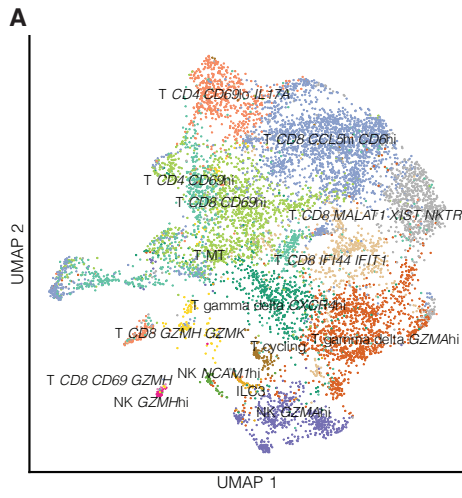 A
T CD4 CD69lo IL17A
T CD8 CCL5hi CD6hi
T CD4 CD69hi
T CD8 CD69hi
T CD8 MALAT1 XIST NKTR
T MT
T CD8 IFI44 IFIT1
T gamma delta CXCR4hi
T CD8 GZMH GZMK
T gamma delta GZMAhi
T cycling
NK NCAM1hi
T CD8 CD69 GZMH
ILC3
NK GZMHhi
NK GZMAhi
UMAP 2
UMAP 1